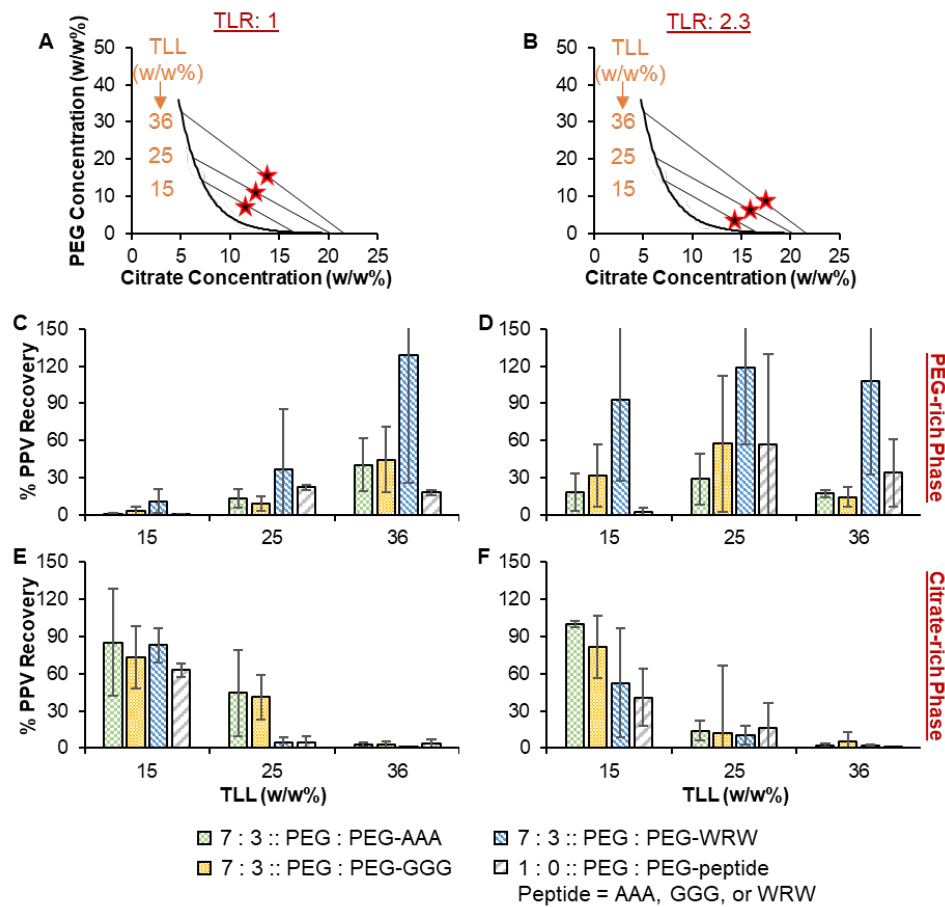 TLR: 1
TLR: 2.3
A
B
PEG Concentration (w/w%)
50
40
30
20
10
0
TLL
(w/w%)
36
25
15
0 5 10 15 20 25
Citrate Concentration (w/w%)
50
40
30
20
10
0
TLL
(w/w%)
36
25
15
0 5 10 15 20 25
Citrate Concentration (w/w%)
C
D
% PPV Recovery
150
120
90
60
30
0
15 25 36
150
120
90
60
30
0
15 25 36
PEG-rich Phase
E
F
% PPV Recovery
150
120
90
60
30
0
15 25 36
TLL (w/w%)
150
120
90
60
30
0
15 25 36
TLL (w/w%)
Citrate-rich Phase
7 : 3 :: PEG : PEG-AAA
7 : 3 :: PEG : PEG-WRW
7 : 3 :: PEG : PEG-GGG
1 : 0 :: PEG : PEG-peptide
Peptide = AAA, GGG, or WRW